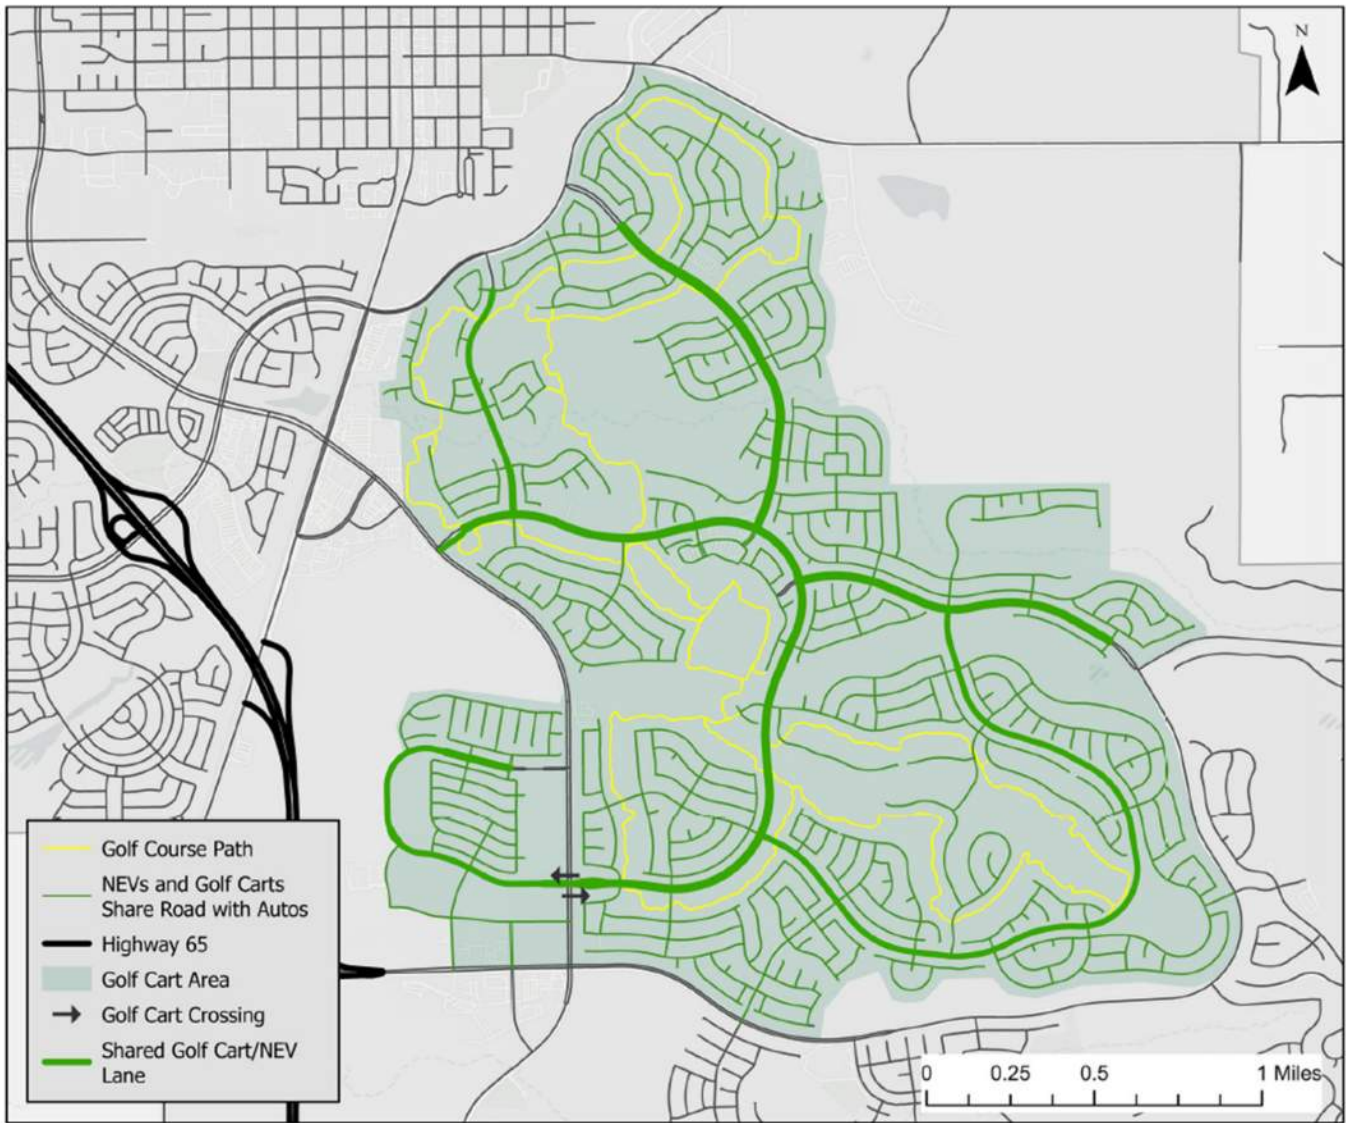 N
Golf Course Path
NEVs and Golf Carts
Share Road with Autos
Highway 65
Golf Cart Area
Golf Cart Crossing
Shared Golf Cart/NEV
Lane
0 0.25 0.5 1 Miles